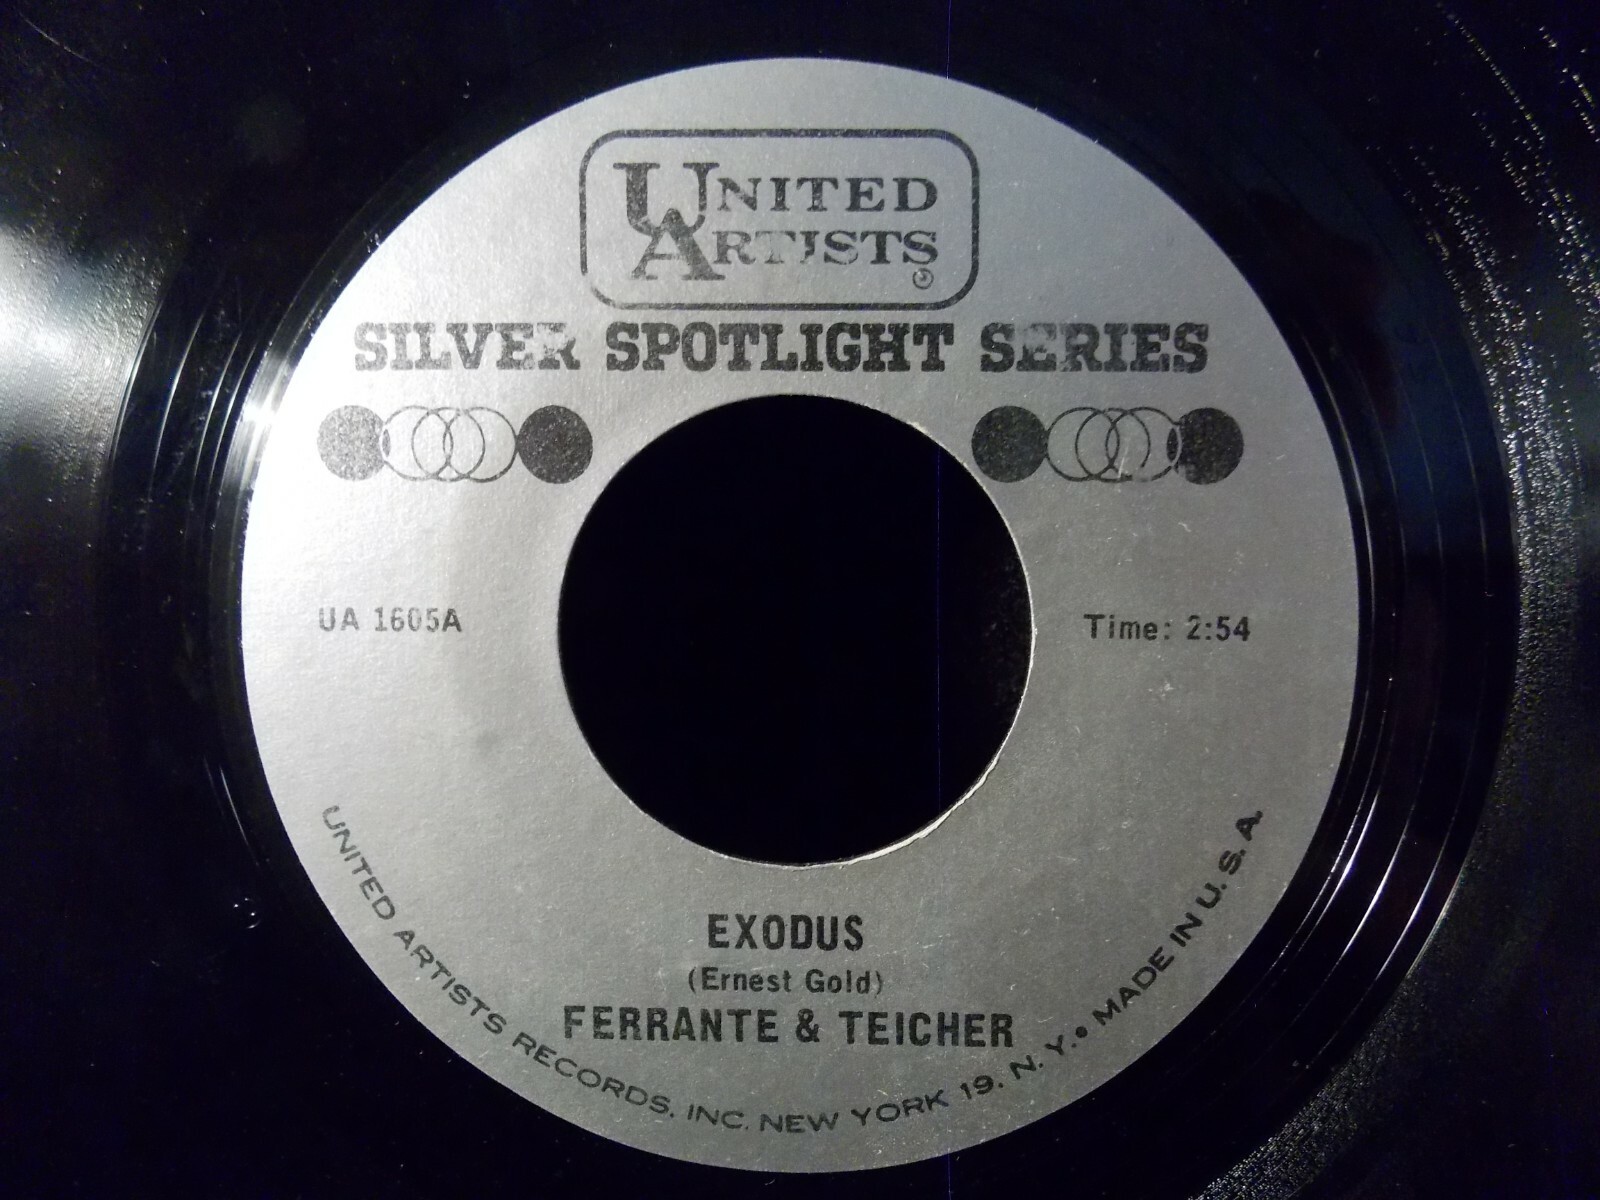 UNITED
ARTISTS
SILVER SPOTLIGHT SERIES
UA 1605A
Time: 2:54
EXODUS
(Ernest Gold)
FERRANTE & TEICHER
UNITED ARTISTS RECORDS, INC. NEW YORK 19, N. Y. • MADE IN U. S. A.